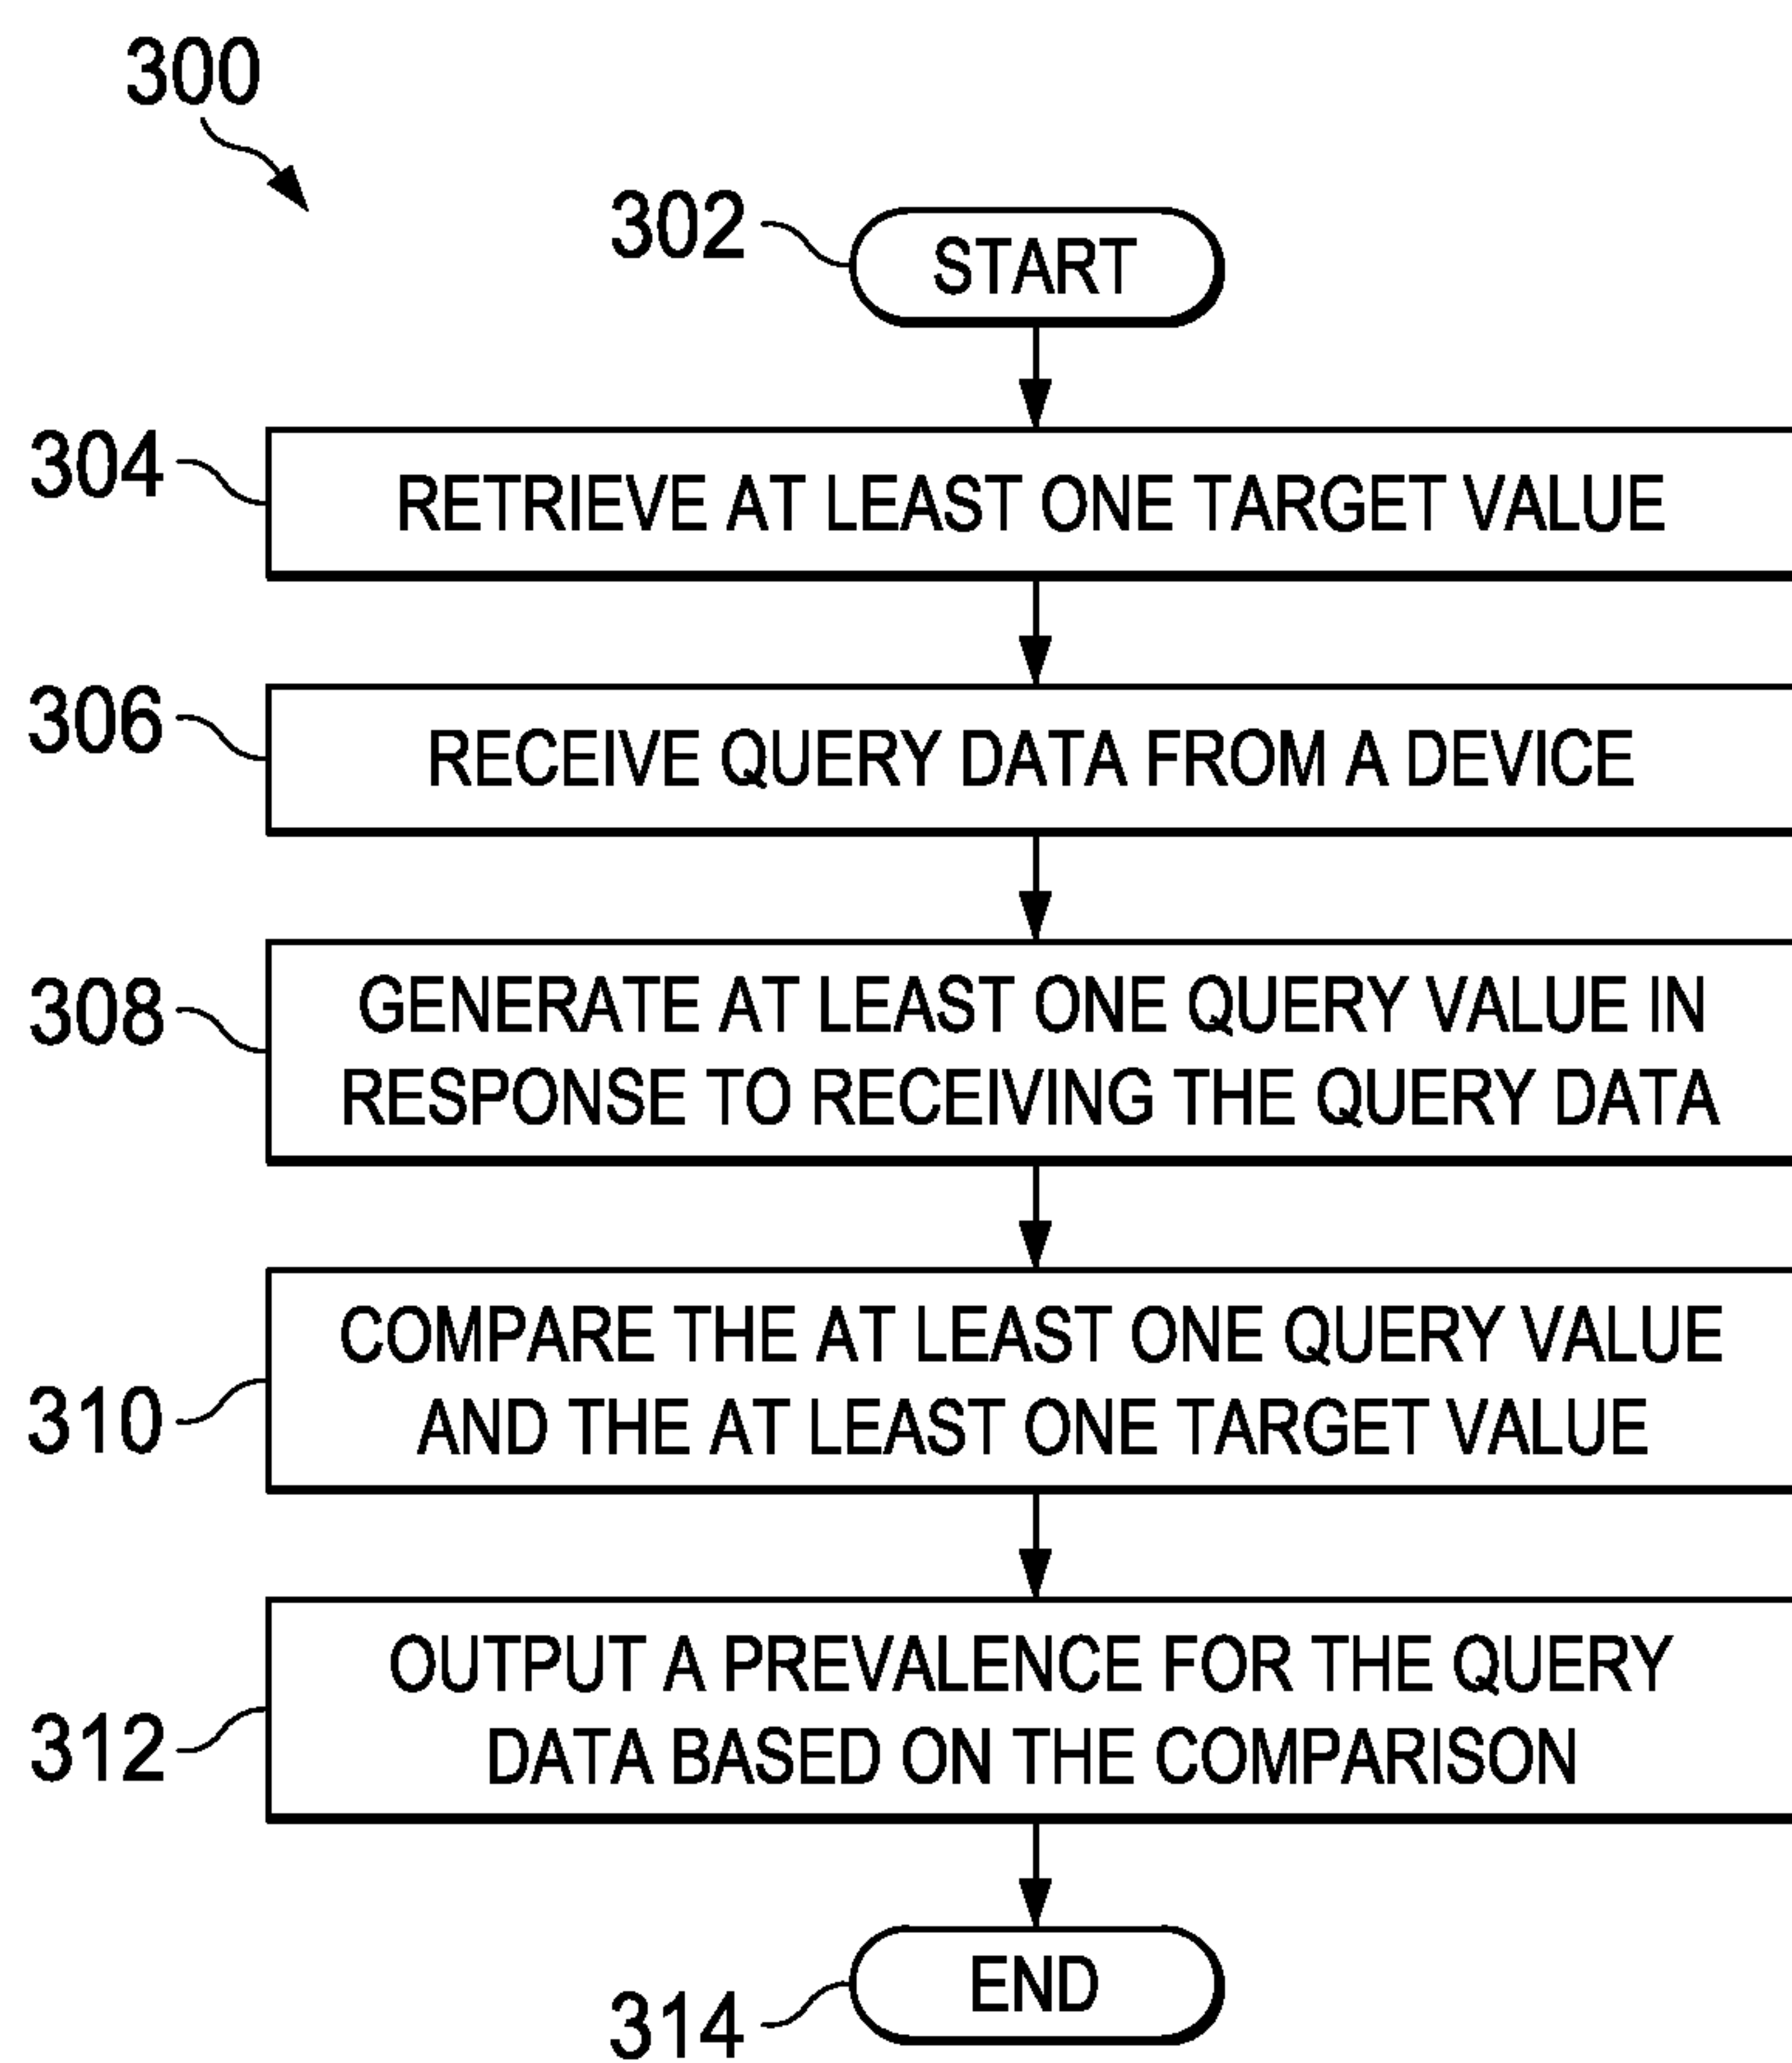 300
302
START
304
RETRIEVE AT LEAST ONE TARGET VALUE
306
RECEIVE QUERY DATA FROM A DEVICE
308
GENERATE AT LEAST ONE QUERY VALUE IN
RESPONSE TO RECEIVING THE QUERY DATA
310
COMPARE THE AT LEAST ONE QUERY VALUE
AND THE AT LEAST ONE TARGET VALUE
312
OUTPUT A PREVALENCE FOR THE QUERY
DATA BASED ON THE COMPARISON
314
END